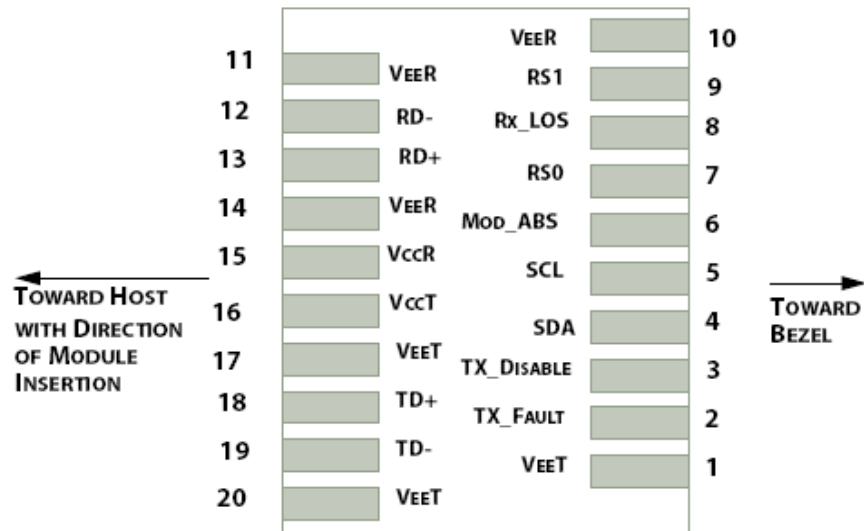 11 VEER
12 RD-
13 RD+
14 VEER
15 VCCR
16 VCCT
17 VEET
18 TD+
19 TD-
20 VEET
VEER 10
RS1 9
RX_LOS 8
RS0 7
MOD_ABS 6
SCL 5
SDA 4
TX_DISABLE 3
TX_FAULT 2
VEET 1
TOWARD HOST
WITH DIRECTION
OF MODULE
INSERTION
TOWARD
BEZEL